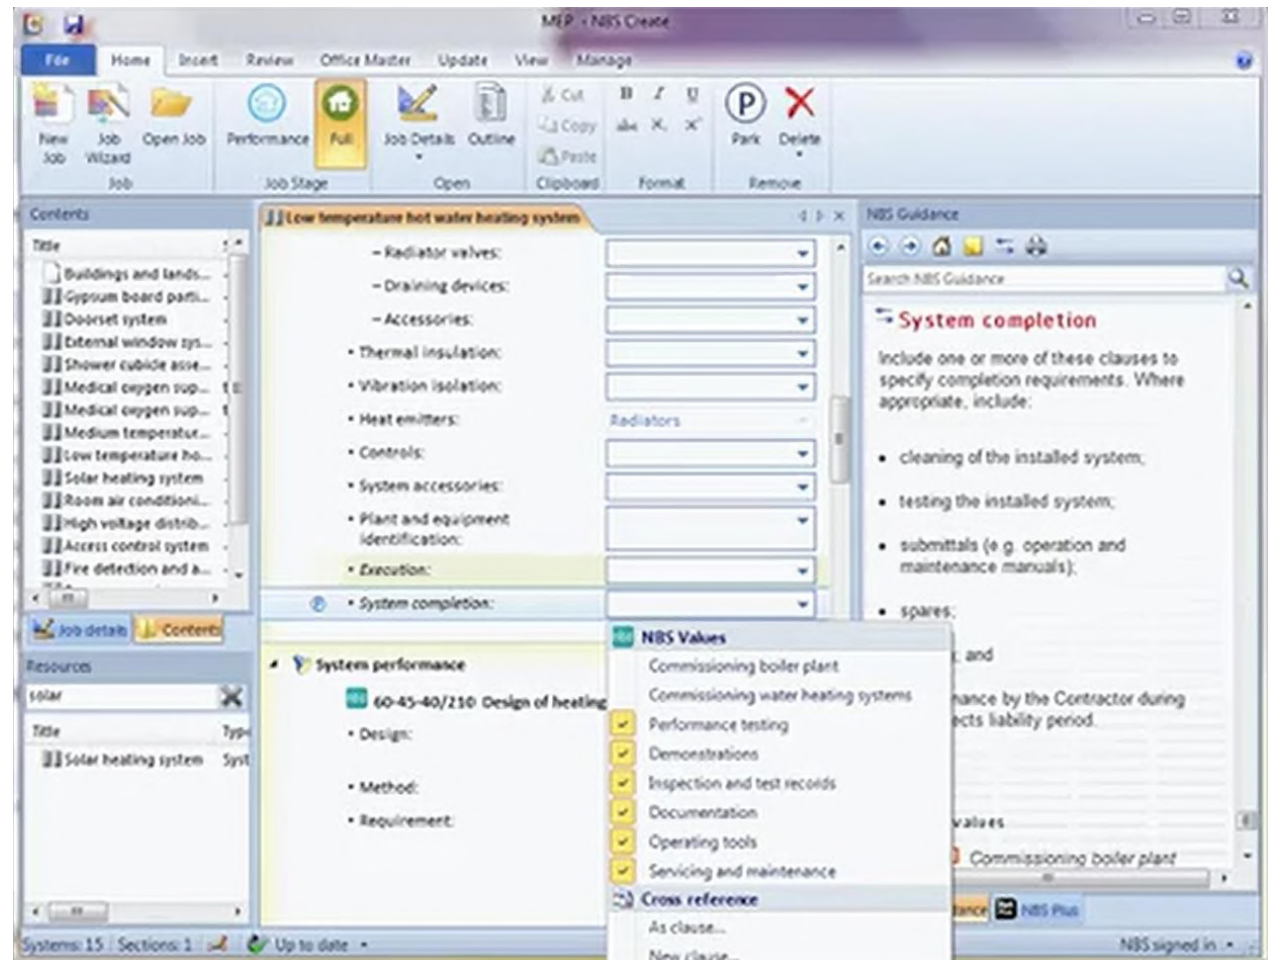 MEP - NBS Create
File Home Insert Review Office Master Update View Manage
New Job
Job Wizard
Open Job
Performance
Full
Job Details
Outline
Cut
Copy
Paste
B I U
abc X, X
Park
Delete
Job
Job Stage
Open
Clipboard
Format
Remove
Contents
Title
Buildings and lands...
Gypsum board parti...
Doorset system
External window sys...
Shower cubicle asse...
Medical oxygen sup...
Medical oxygen sup...
Medium temperatur...
Low temperature ho...
Solar heating system
Room air conditioni...
High voltage distrib...
Access control system
Fire detection and a...
Job details Contents
Resources
solar
Title Type
Solar heating system Syst
Low temperature hot water heating system
– Radiator valves:
– Draining devices:
– Accessories:
• Thermal insulation:
• Vibration isolation:
• Heat emitters: Radiators
• Controls:
• System accessories:
• Plant and equipment
identification:
• Execution:
• System completion:
System performance
60-45-40/210 Design of heating
• Design:
• Method:
• Requirement:
NBS Values
Commissioning boiler plant
Commissioning water heating systems
Performance testing
Demonstrations
Inspection and test records
Documentation
Operating tools
Servicing and maintenance
Cross reference
As clause...
New clause...
NBS Guidance
Search NBS Guidance
System completion
Include one or more of these clauses to
specify completion requirements. Where
appropriate, include:
• cleaning of the installed system;
• testing the installed system;
• submittals (e.g. operation and
maintenance manuals);
• spares;
; and
nance by the Contractor during
ects liability period.
values
Commissioning boiler plant
dance NBS Plus
Systems: 15 Sections: 1 Up to date
NBS signed in